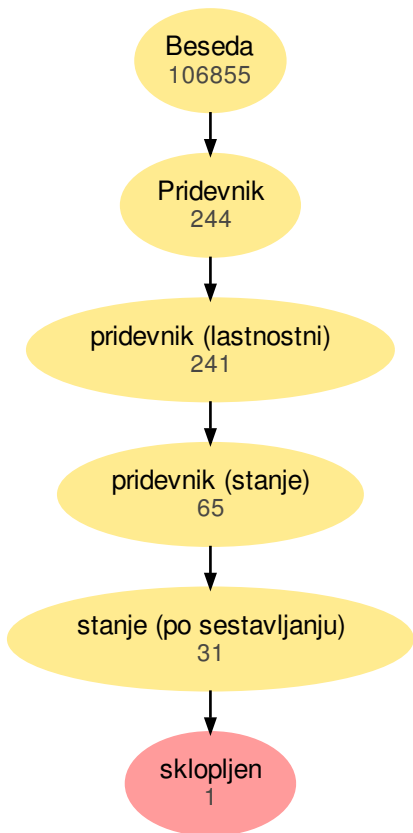 Beseda
106855
Pridevnik
244
pridevnik (lastnostni)
241
pridevnik (stanje)
65
stanje (po sestavljanju)
31
sklopljen
1